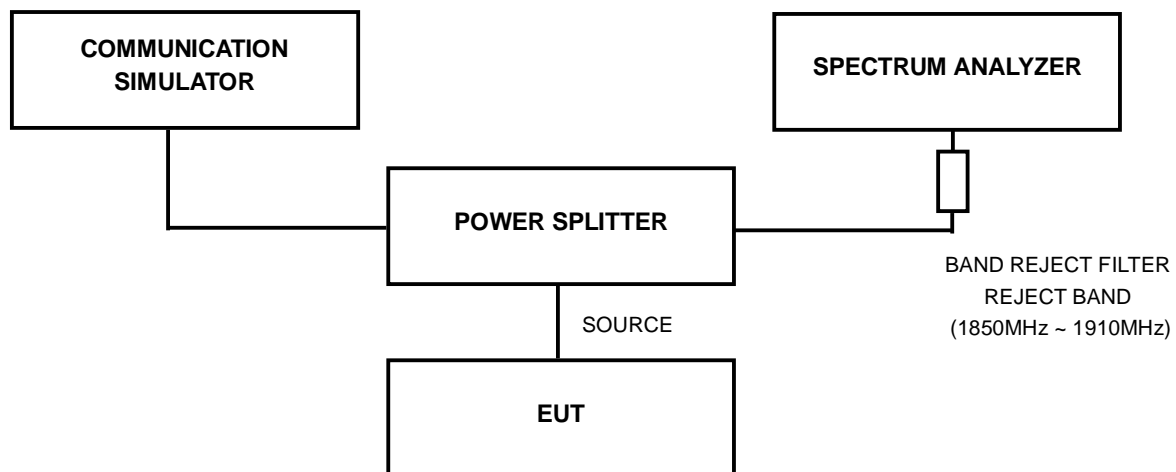 COMMUNICATION
SIMULATOR
SPECTRUM ANALYZER
POWER SPLITTER
BAND REJECT FILTER
REJECT BAND
(1850MHz ~ 1910MHz)
SOURCE
EUT